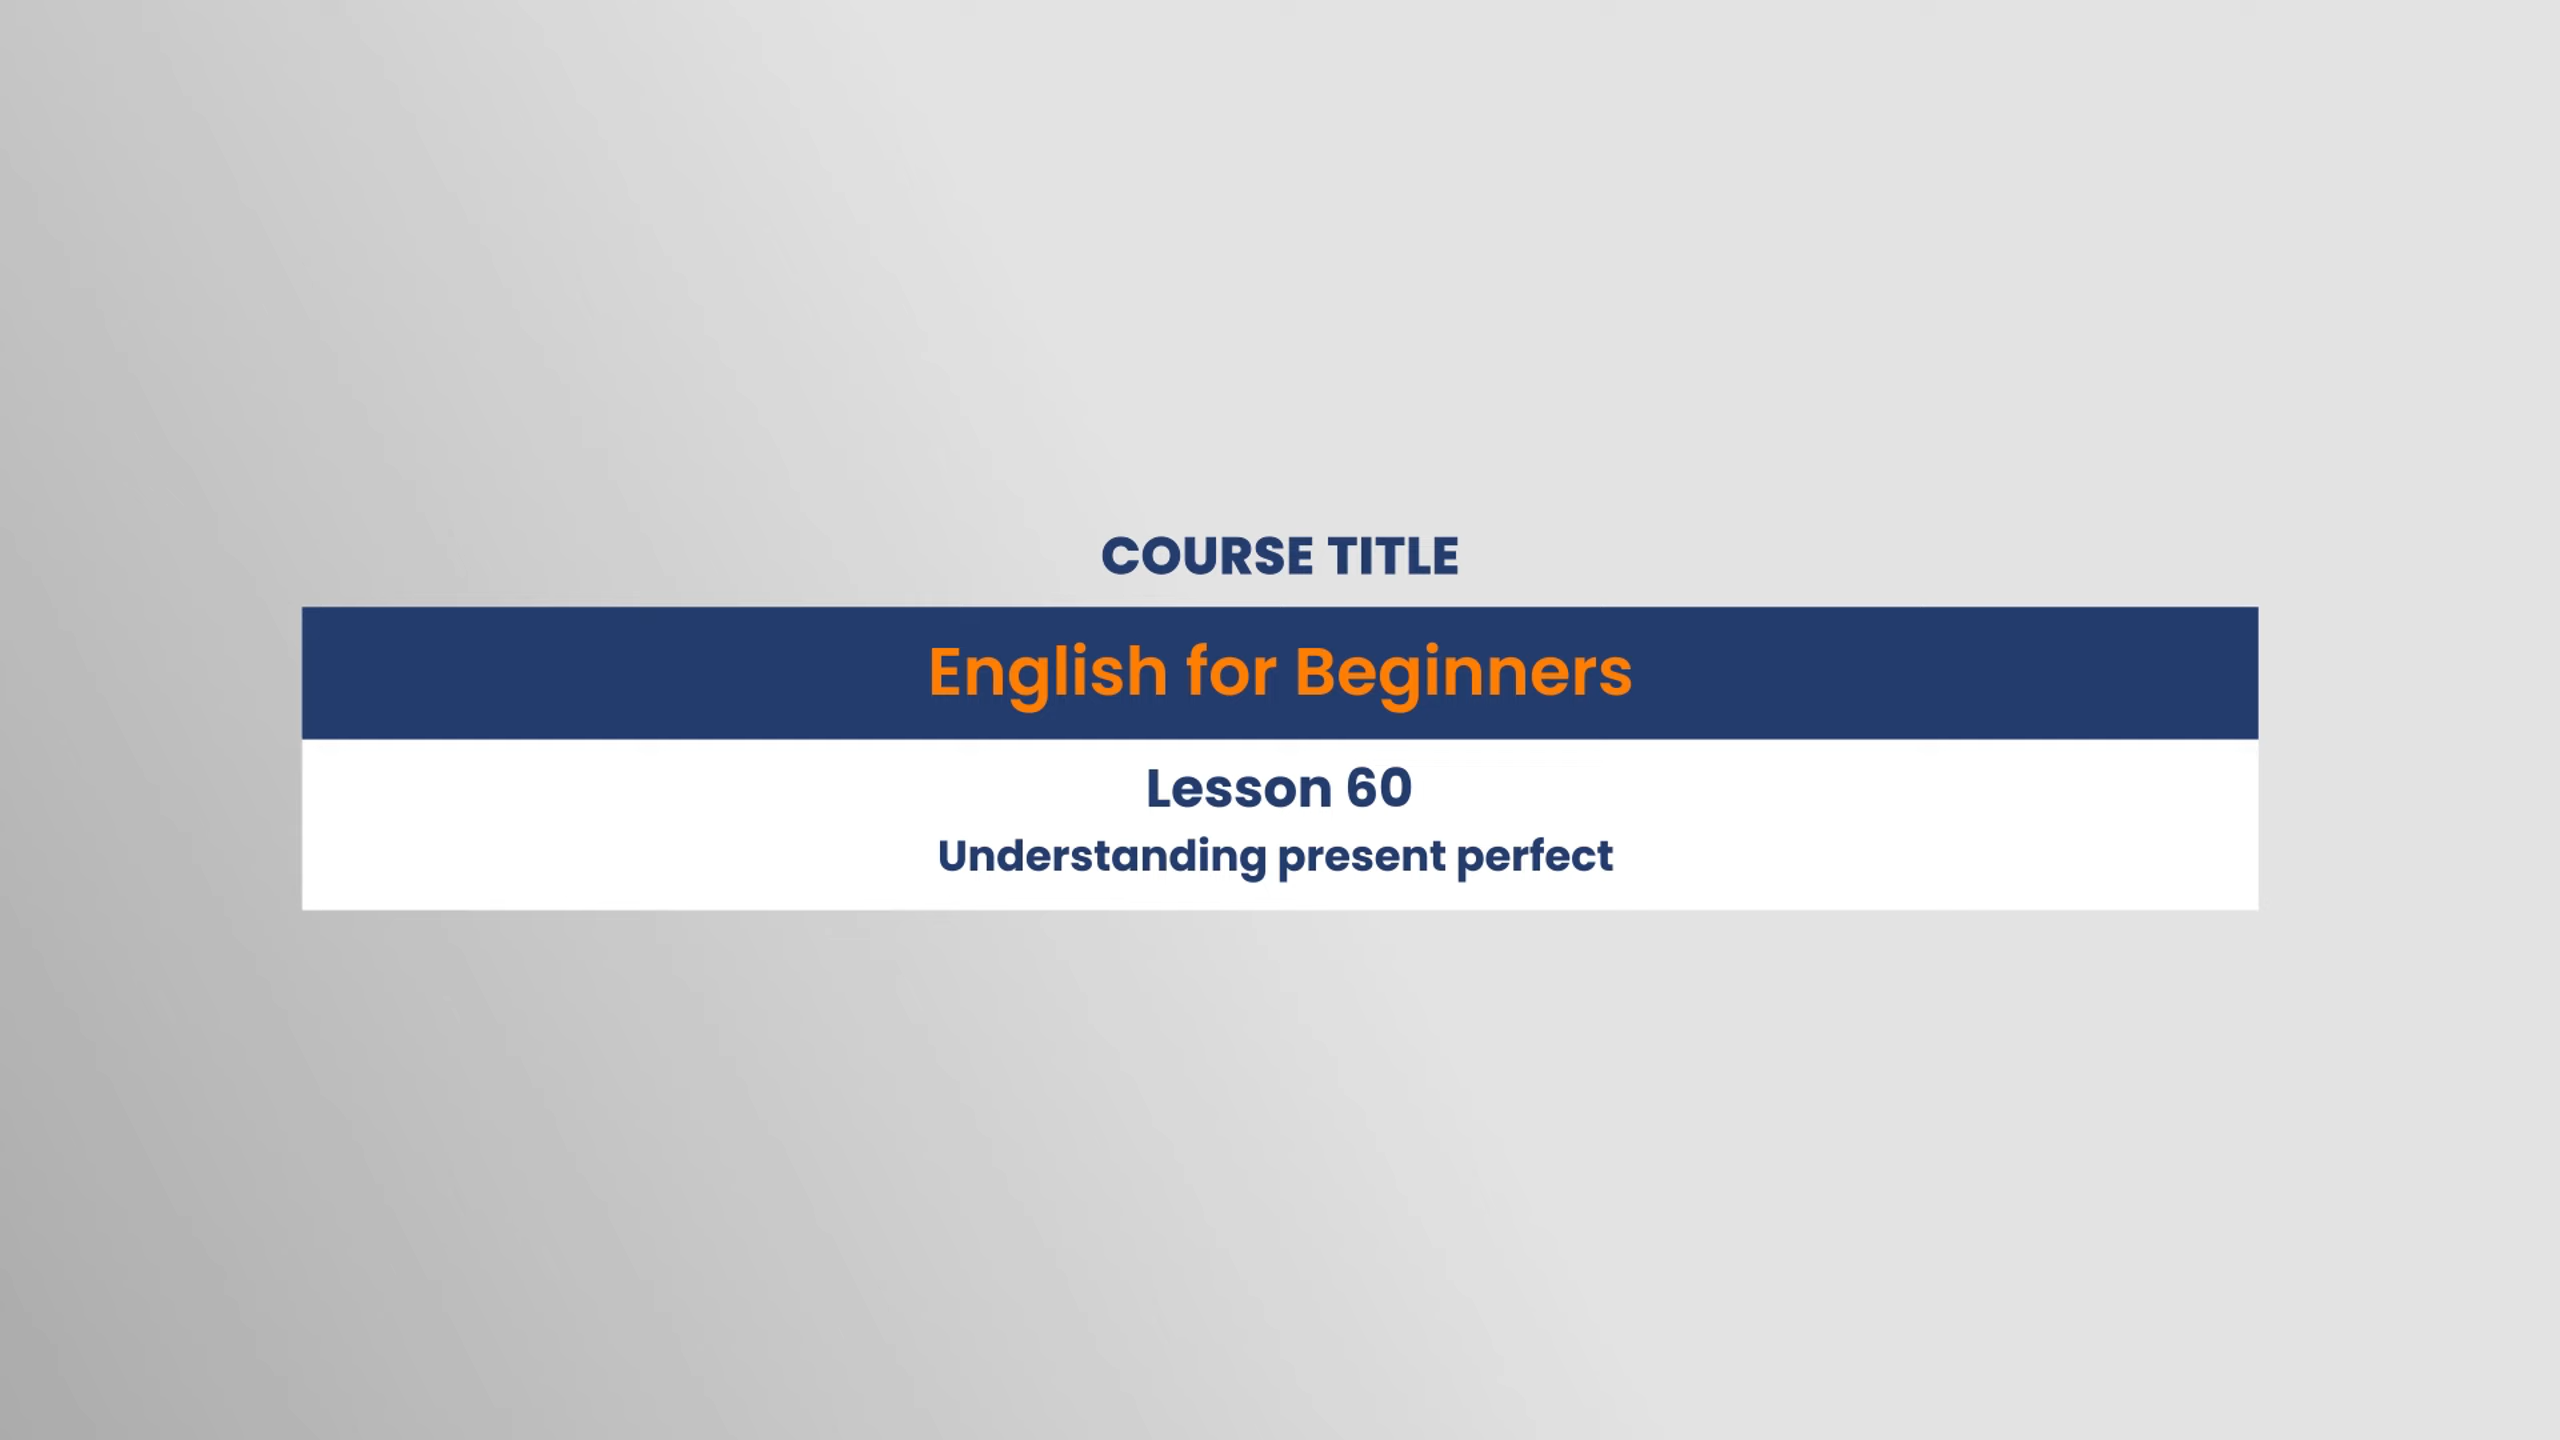 COURSE TITLE
English for Beginners
Lesson 60
Understanding present perfect